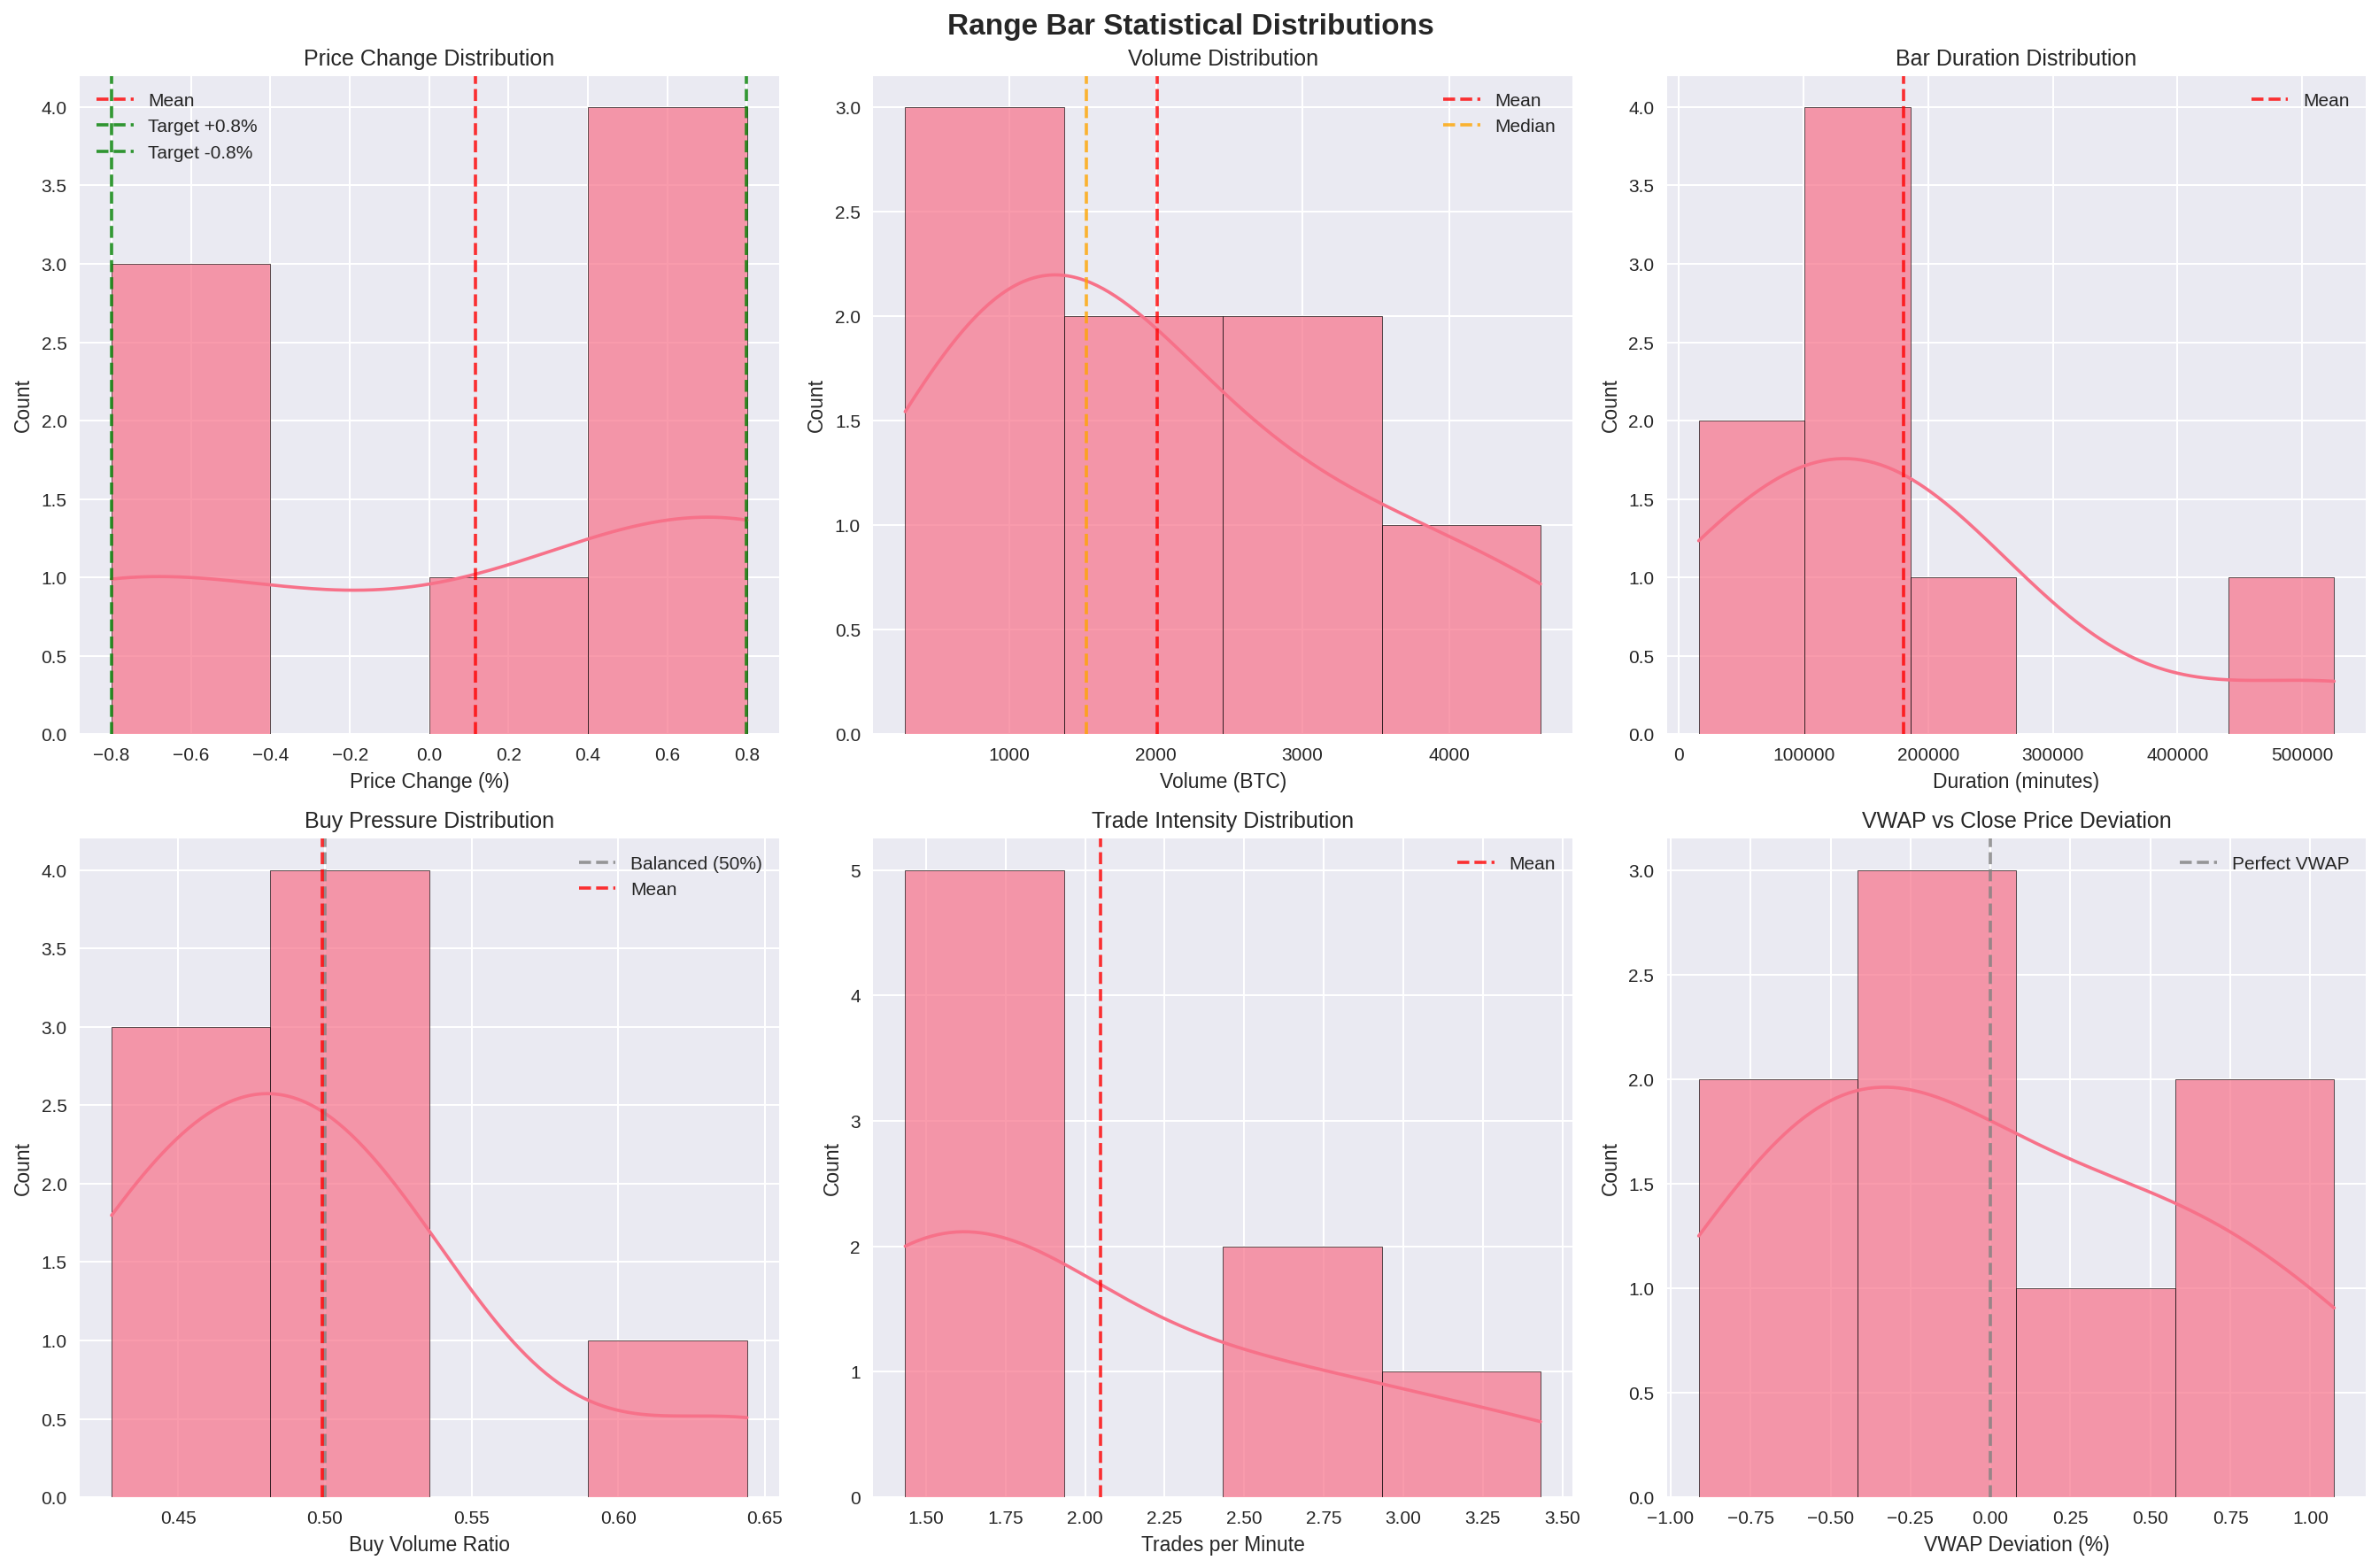 Range Bar Statistical Distributions
Price Change Distribution
Mean
Target +0.8%
Target -0.8%
Count
0.0
0.5
1.0
1.5
2.0
2.5
3.0
3.5
4.0
−0.8 −0.6 −0.4 −0.2 0.0 0.2 0.4 0.6 0.8
Price Change (%)
Volume Distribution
Mean
Median
Count
0.0
0.5
1.0
1.5
2.0
2.5
3.0
1000 2000 3000 4000
Volume (BTC)
Bar Duration Distribution
Mean
Count
0.0
0.5
1.0
1.5
2.0
2.5
3.0
3.5
4.0
0 100000 200000 300000 400000 500000
Duration (minutes)
Buy Pressure Distribution
Balanced (50%)
Mean
Count
0.0
0.5
1.0
1.5
2.0
2.5
3.0
3.5
4.0
0.45 0.50 0.55 0.60 0.65
Buy Volume Ratio
Trade Intensity Distribution
Mean
Count
0
1
2
3
4
5
1.50 1.75 2.00 2.25 2.50 2.75 3.00 3.25 3.50
Trades per Minute
VWAP vs Close Price Deviation
Perfect VWAP
Count
0.0
0.5
1.0
1.5
2.0
2.5
3.0
−1.00 −0.75 −0.50 −0.25 0.00 0.25 0.50 0.75 1.00
VWAP Deviation (%)